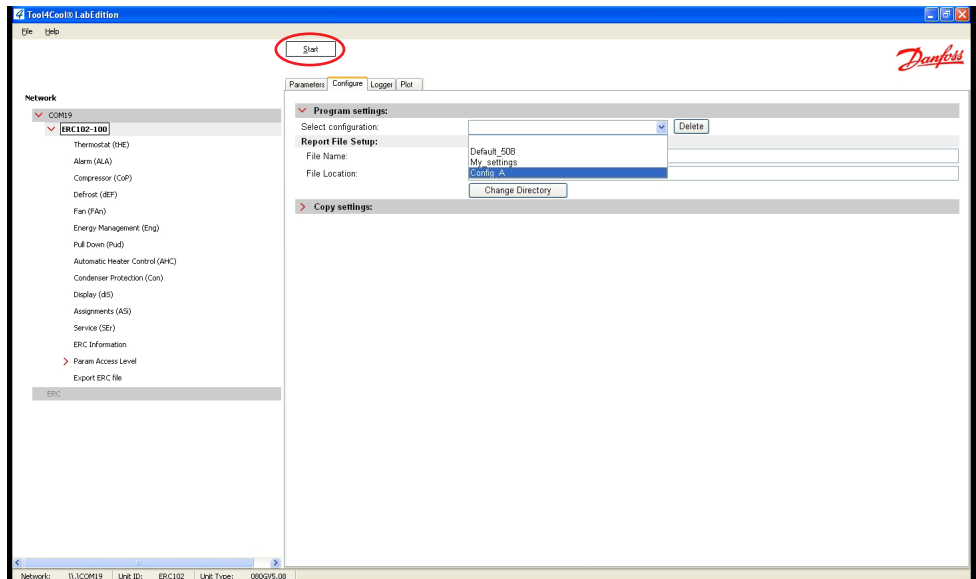 Tool4Cool® LabEdition
File Help
Start
Danfoss
Parameters Configure Logger Plot
Network
COM19
ERC102-100
Thermostat (tHE)
Alarm (ALA)
Compressor (CoP)
Defrost (dEF)
Fan (FAn)
Energy Management (Eng)
Pull Down (Pud)
Automatic Heater Control (AHC)
Condenser Protection (Con)
Display (diS)
Assignments (ASi)
Service (SEr)
ERC Information
Param Access Level
Export ERC file
ERC
Program settings:
Select configuration: Delete
Default_508
My_settings
Config_A
Report File Setup:
File Name:
File Location:
Change Directory
Copy settings:
Network: \\.\COM19 Unit ID: ERC102 Unit Type: 080GV5.08